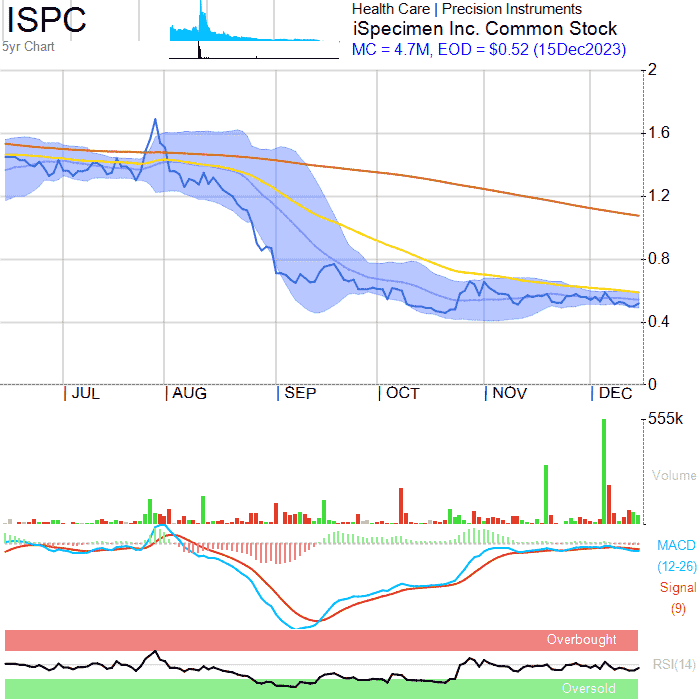 ISPC
5yr Chart
Health Care | Precision Instruments
iSpecimen Inc. Common Stock
MC = 4.7M, EOD = $0.52 (15Dec2023)
2
1.6
1.2
0.8
0.4
0
JUL AUG SEP OCT NOV DEC
555k
Volume
MACD
(12-26)
Signal
(9)
Overbought
RSI(14)
Oversold